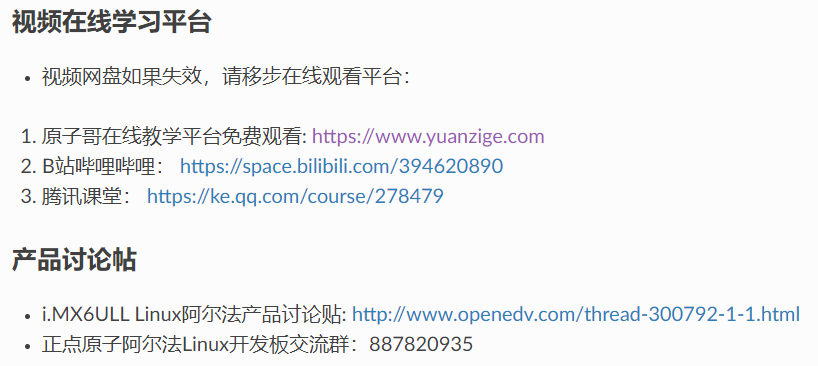 视频在线学习平台
• 视频网盘如果失效，请移步在线观看平台：
1. 原子哥在线教学平台免费观看: https://www.yuanzige.com
2. B站哔哩哔哩： https://space.bilibili.com/394620890
3. 腾讯课堂： https://ke.qq.com/course/278479
产品讨论帖
• i.MX6ULL Linux阿尔法产品讨论贴: http://www.openedv.com/thread-300792-1-1.html
• 正点原子阿尔法Linux开发板交流群：887820935